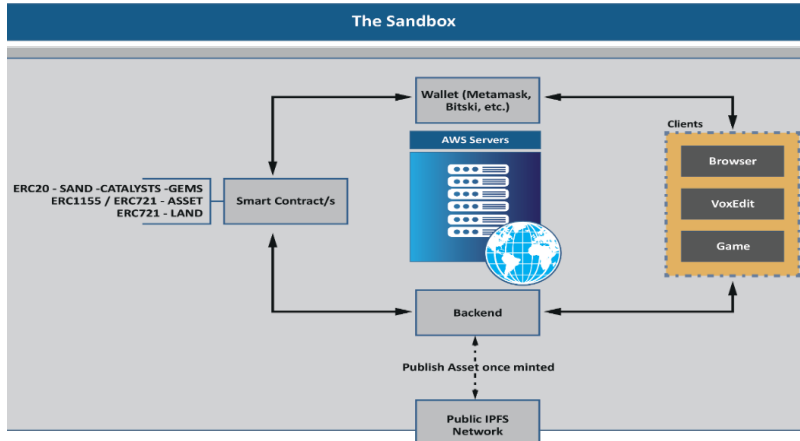 The Sandbox
Wallet (Metamask,
Bitski, etc.)
AWS Servers
Clients
Browser
VoxEdit
Game
ERC20 - SAND -CATALYSTS -GEMS
ERC1155 / ERC721 - ASSET
ERC721 - LAND
Smart Contract/s
Backend
Publish Asset once minted
Public IPFS
Network